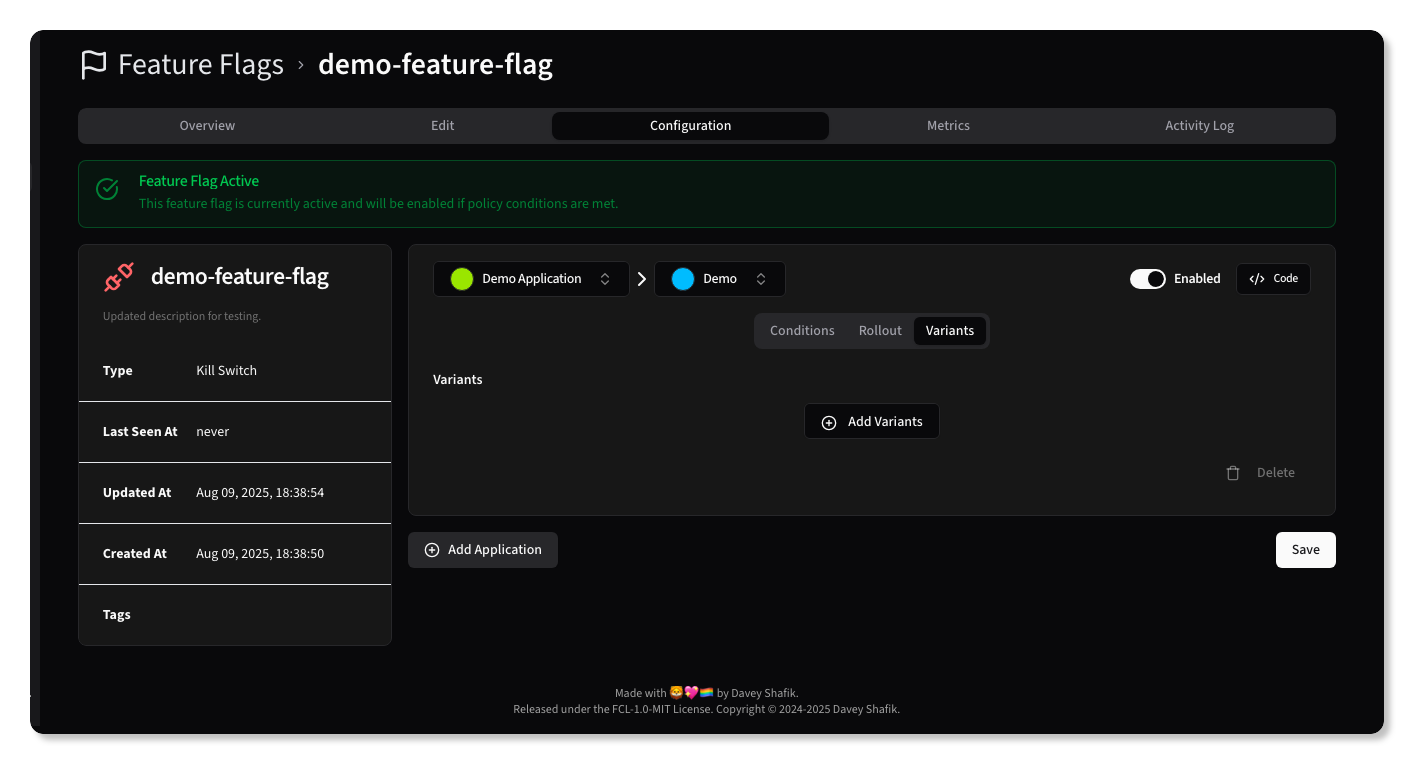 Feature Flags › demo-feature-flag
Overview Edit Configuration Metrics Activity Log
Feature Flag Active
This feature flag is currently active and will be enabled if policy conditions are met.
demo-feature-flag
Updated description for testing.
Type Kill Switch
Last Seen At never
Updated At Aug 09, 2025, 18:38:54
Created At Aug 09, 2025, 18:38:50
Tags
Demo Application Demo Enabled </> Code
Conditions Rollout Variants
Variants
Add Variants
Delete
Add Application Save
Made with 🦁💖🏳️‍🌈 by Davey Shafik.
Released under the FCL-1.0-MIT License. Copyright © 2024-2025 Davey Shafik.